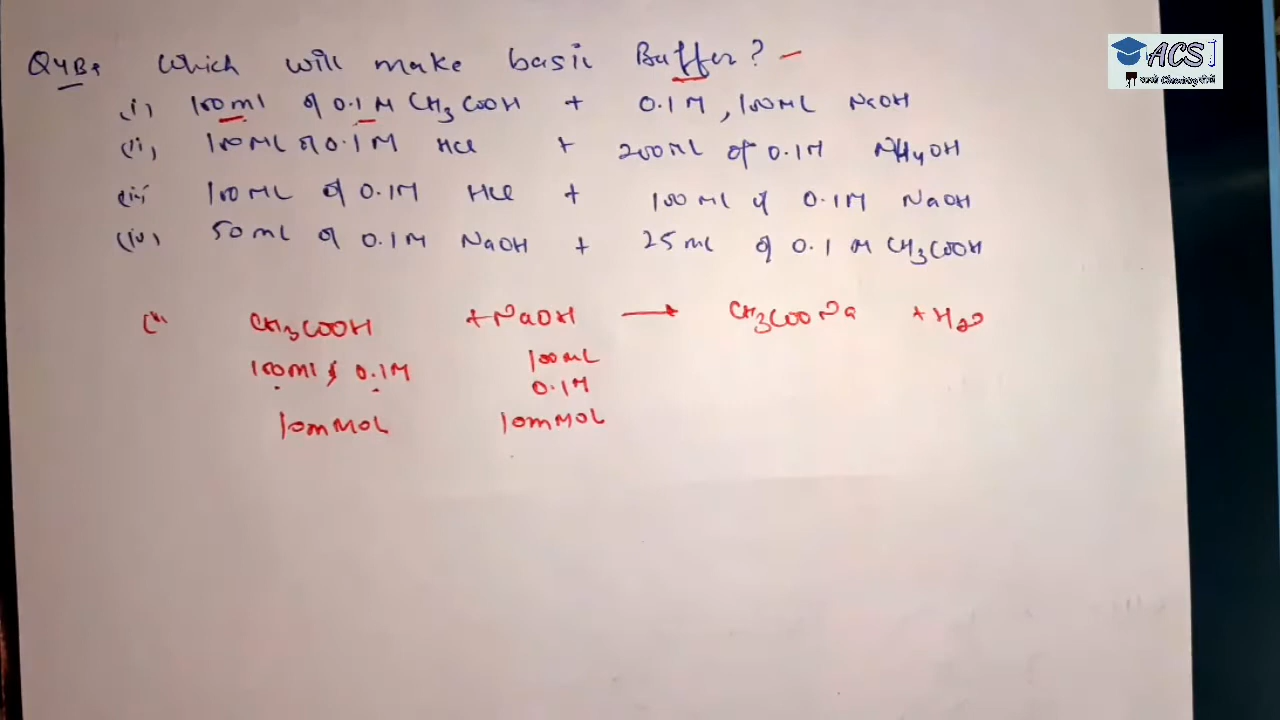 Q4B. Which will make basic Buffer? -
(i) 100ml of 0.1M CH3COOH + 0.1M, 100ML NaOH
(ii) 100ML of 0.1M HCl + 200ML of 0.1M NH4OH
(iii) 100ML of 0.1M HCl + 100ML of 0.1M NaOH
(iv) 50ML of 0.1M NaOH + 25ML of 0.1M CH3COOH
CH3COOH + NaOH → CH3COONa + H2O
100ml & 0.1M 100ML
0.1M
10mMOL 10mMOL
ACS